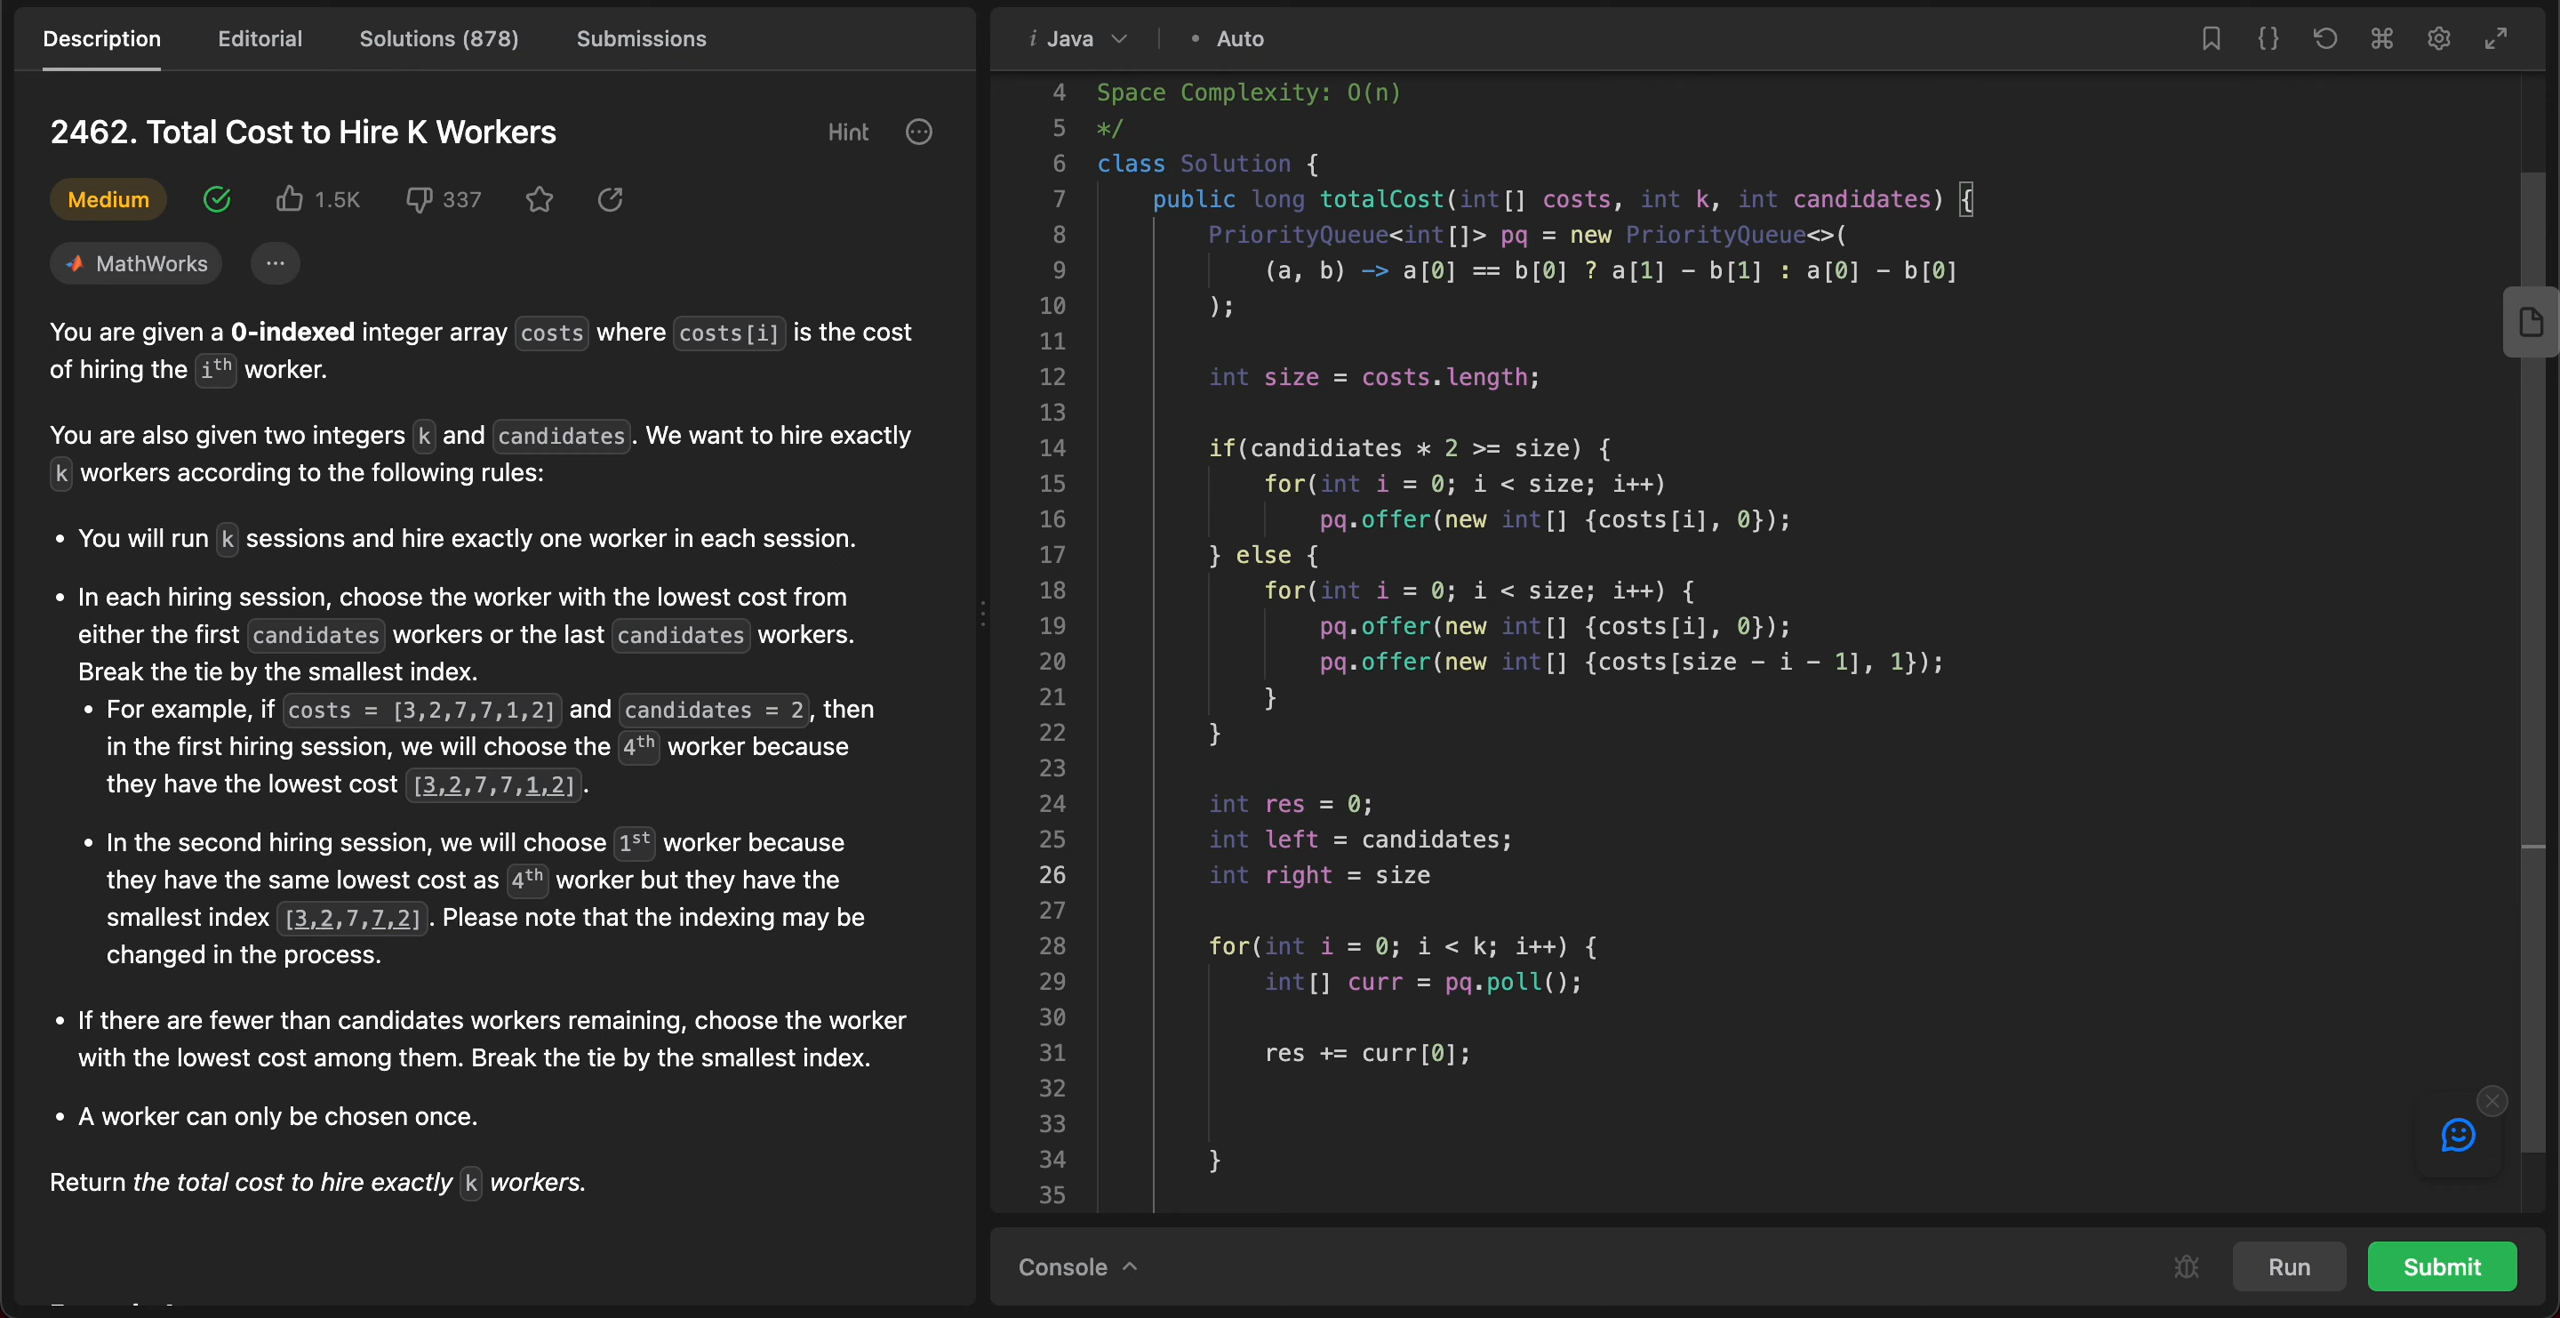 Description Editorial Solutions (878) Submissions
2462. Total Cost to Hire K Workers
Hint
Medium 1.5K 337
MathWorks ...
You are given a 0-indexed integer array costs where costs[i] is the cost
of hiring the ith worker.
You are also given two integers k and candidates. We want to hire exactly
k workers according to the following rules:
• You will run k sessions and hire exactly one worker in each session.
• In each hiring session, choose the worker with the lowest cost from
either the first candidates workers or the last candidates workers.
Break the tie by the smallest index.
• For example, if costs = [3,2,7,7,1,2] and candidates = 2, then
in the first hiring session, we will choose the 4th worker because
they have the lowest cost [3,2,7,7,1,2].
• In the second hiring session, we will choose 1st worker because
they have the same lowest cost as 4th worker but they have the
smallest index [3,2,7,7,2]. Please note that the indexing may be
changed in the process.
• If there are fewer than candidates workers remaining, choose the worker
with the lowest cost among them. Break the tie by the smallest index.
• A worker can only be chosen once.
Return the total cost to hire exactly k workers.
i Java • Auto
4 Space Complexity: O(n)
5 */
6 class Solution {
7 public long totalCost(int[] costs, int k, int candidates) {
8 PriorityQueue<int[]> pq = new PriorityQueue<>(
9 (a, b) -> a[0] == b[0] ? a[1] - b[1] : a[0] - b[0]
10 );
11
12 int size = costs.length;
13
14 if(candidiates * 2 >= size) {
15 for(int i = 0; i < size; i++)
16 pq.offer(new int[] {costs[i], 0});
17 } else {
18 for(int i = 0; i < size; i++) {
19 pq.offer(new int[] {costs[i], 0});
20 pq.offer(new int[] {costs[size - i - 1], 1});
21 }
22 }
23
24 int res = 0;
25 int left = candidates;
26 int right = size
27
28 for(int i = 0; i < k; i++) {
29 int[] curr = pq.poll();
30
31 res += curr[0];
32
33
34 }
35
Console Run Submit